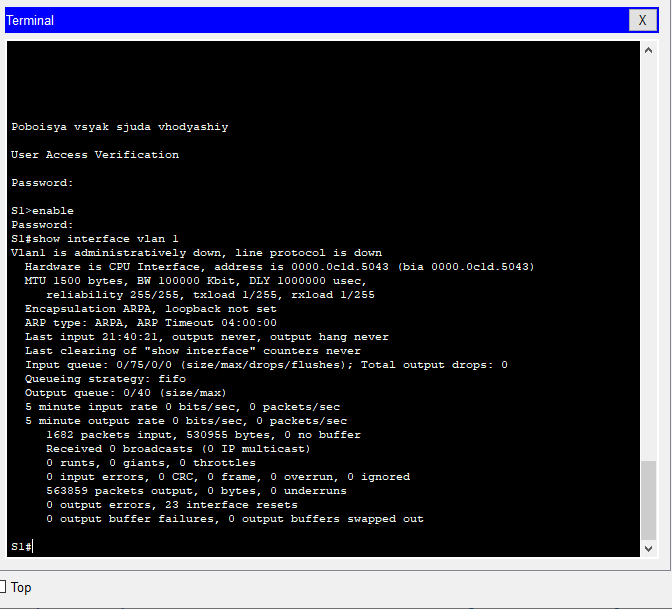 Terminal
X
Poboisya vsyak sjuda vhodyashiy
User Access Verification
Password:
S1>enable
Password:
S1#show interface vlan 1
Vlan1 is administratively down, line protocol is down
Hardware is CPU Interface, address is 0000.0c1d.5043 (bia 0000.0c1d.5043)
MTU 1500 bytes, BW 100000 Kbit, DLY 1000000 usec,
reliability 255/255, txload 1/255, rxload 1/255
Encapsulation ARPA, loopback not set
ARP type: ARPA, ARP Timeout 04:00:00
Last input 21:40:21, output never, output hang never
Last clearing of "show interface" counters never
Input queue: 0/75/0/0 (size/max/drops/flushes); Total output drops: 0
Queueing strategy: fifo
Output queue: 0/40 (size/max)
5 minute input rate 0 bits/sec, 0 packets/sec
5 minute output rate 0 bits/sec, 0 packets/sec
1682 packets input, 530955 bytes, 0 no buffer
Received 0 broadcasts (0 IP multicast)
0 runts, 0 giants, 0 throttles
0 input errors, 0 CRC, 0 frame, 0 overrun, 0 ignored
563859 packets output, 0 bytes, 0 underruns
0 output errors, 23 interface resets
0 output buffer failures, 0 output buffers swapped out
S1#
Top